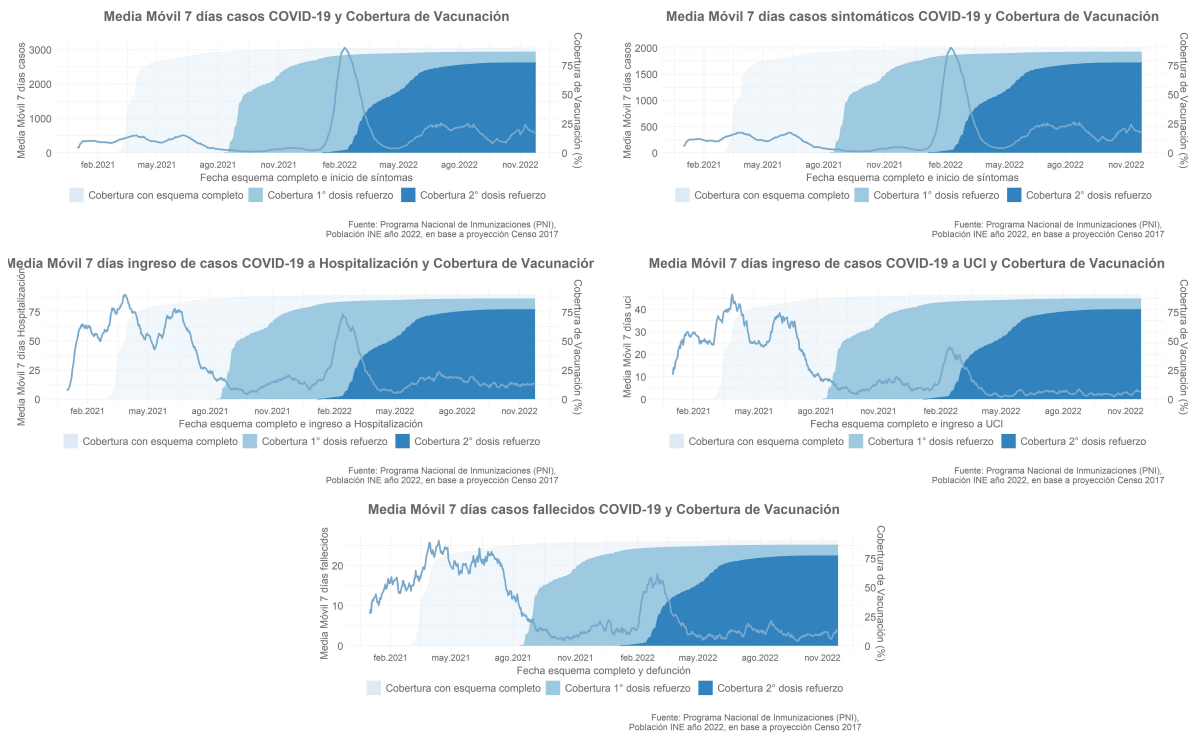 Media Móvil 7 días casos COVID-19 y Cobertura de Vacunación
Media Móvil 7 días casos
3000
2000
1000
0
Cobertura de Vacunación (%)
75
50
25
0
feb.2021 may.2021 ago.2021 nov.2021 feb.2022 may.2022 ago.2022 nov.2022
Fecha esquema completo e inicio de síntomas
Cobertura con esquema completo Cobertura 1° dosis refuerzo Cobertura 2° dosis refuerzo
Fuente: Programa Nacional de Inmunizaciones (PNI),
Población INE año 2022, en base a proyección Censo 2017
Media Móvil 7 días casos sintomáticos COVID-19 y Cobertura de Vacunación
Media Móvil 7 días casos
2000
1500
1000
500
0
Cobertura de Vacunación (%)
75
50
25
0
feb.2021 may.2021 ago.2021 nov.2021 feb.2022 may.2022 ago.2022 nov.2022
Fecha esquema completo e inicio de síntomas
Cobertura con esquema completo Cobertura 1° dosis refuerzo Cobertura 2° dosis refuerzo
Fuente: Programa Nacional de Inmunizaciones (PNI),
Población INE año 2022, en base a proyección Censo 2017
Media Móvil 7 días ingreso de casos COVID-19 a Hospitalización y Cobertura de Vacunación
Media Móvil 7 días Hospitalización
75
50
25
0
Cobertura de Vacunación (%)
75
50
25
0
feb.2021 may.2021 ago.2021 nov.2021 feb.2022 may.2022 ago.2022 nov.2022
Fecha esquema completo e ingreso a Hospitalización
Cobertura con esquema completo Cobertura 1° dosis refuerzo Cobertura 2° dosis refuerzo
Fuente: Programa Nacional de Inmunizaciones (PNI),
Población INE año 2022, en base a proyección Censo 2017
Media Móvil 7 días ingreso de casos COVID-19 a UCI y Cobertura de Vacunación
Media Móvil 7 días uci
40
30
20
10
0
Cobertura de Vacunación (%)
75
50
25
0
feb.2021 may.2021 ago.2021 nov.2021 feb.2022 may.2022 ago.2022 nov.2022
Fecha esquema completo e ingreso a UCI
Cobertura con esquema completo Cobertura 1° dosis refuerzo Cobertura 2° dosis refuerzo
Fuente: Programa Nacional de Inmunizaciones (PNI),
Población INE año 2022, en base a proyección Censo 2017
Media Móvil 7 días casos fallecidos COVID-19 y Cobertura de Vacunación
Media Móvil 7 días fallecidos
20
10
0
Cobertura de Vacunación (%)
75
50
25
0
feb.2021 may.2021 ago.2021 nov.2021 feb.2022 may.2022 ago.2022 nov.2022
Fecha esquema completo y defunción
Cobertura con esquema completo Cobertura 1° dosis refuerzo Cobertura 2° dosis refuerzo
Fuente: Programa Nacional de Inmunizaciones (PNI),
Población INE año 2022, en base a proyección Censo 2017